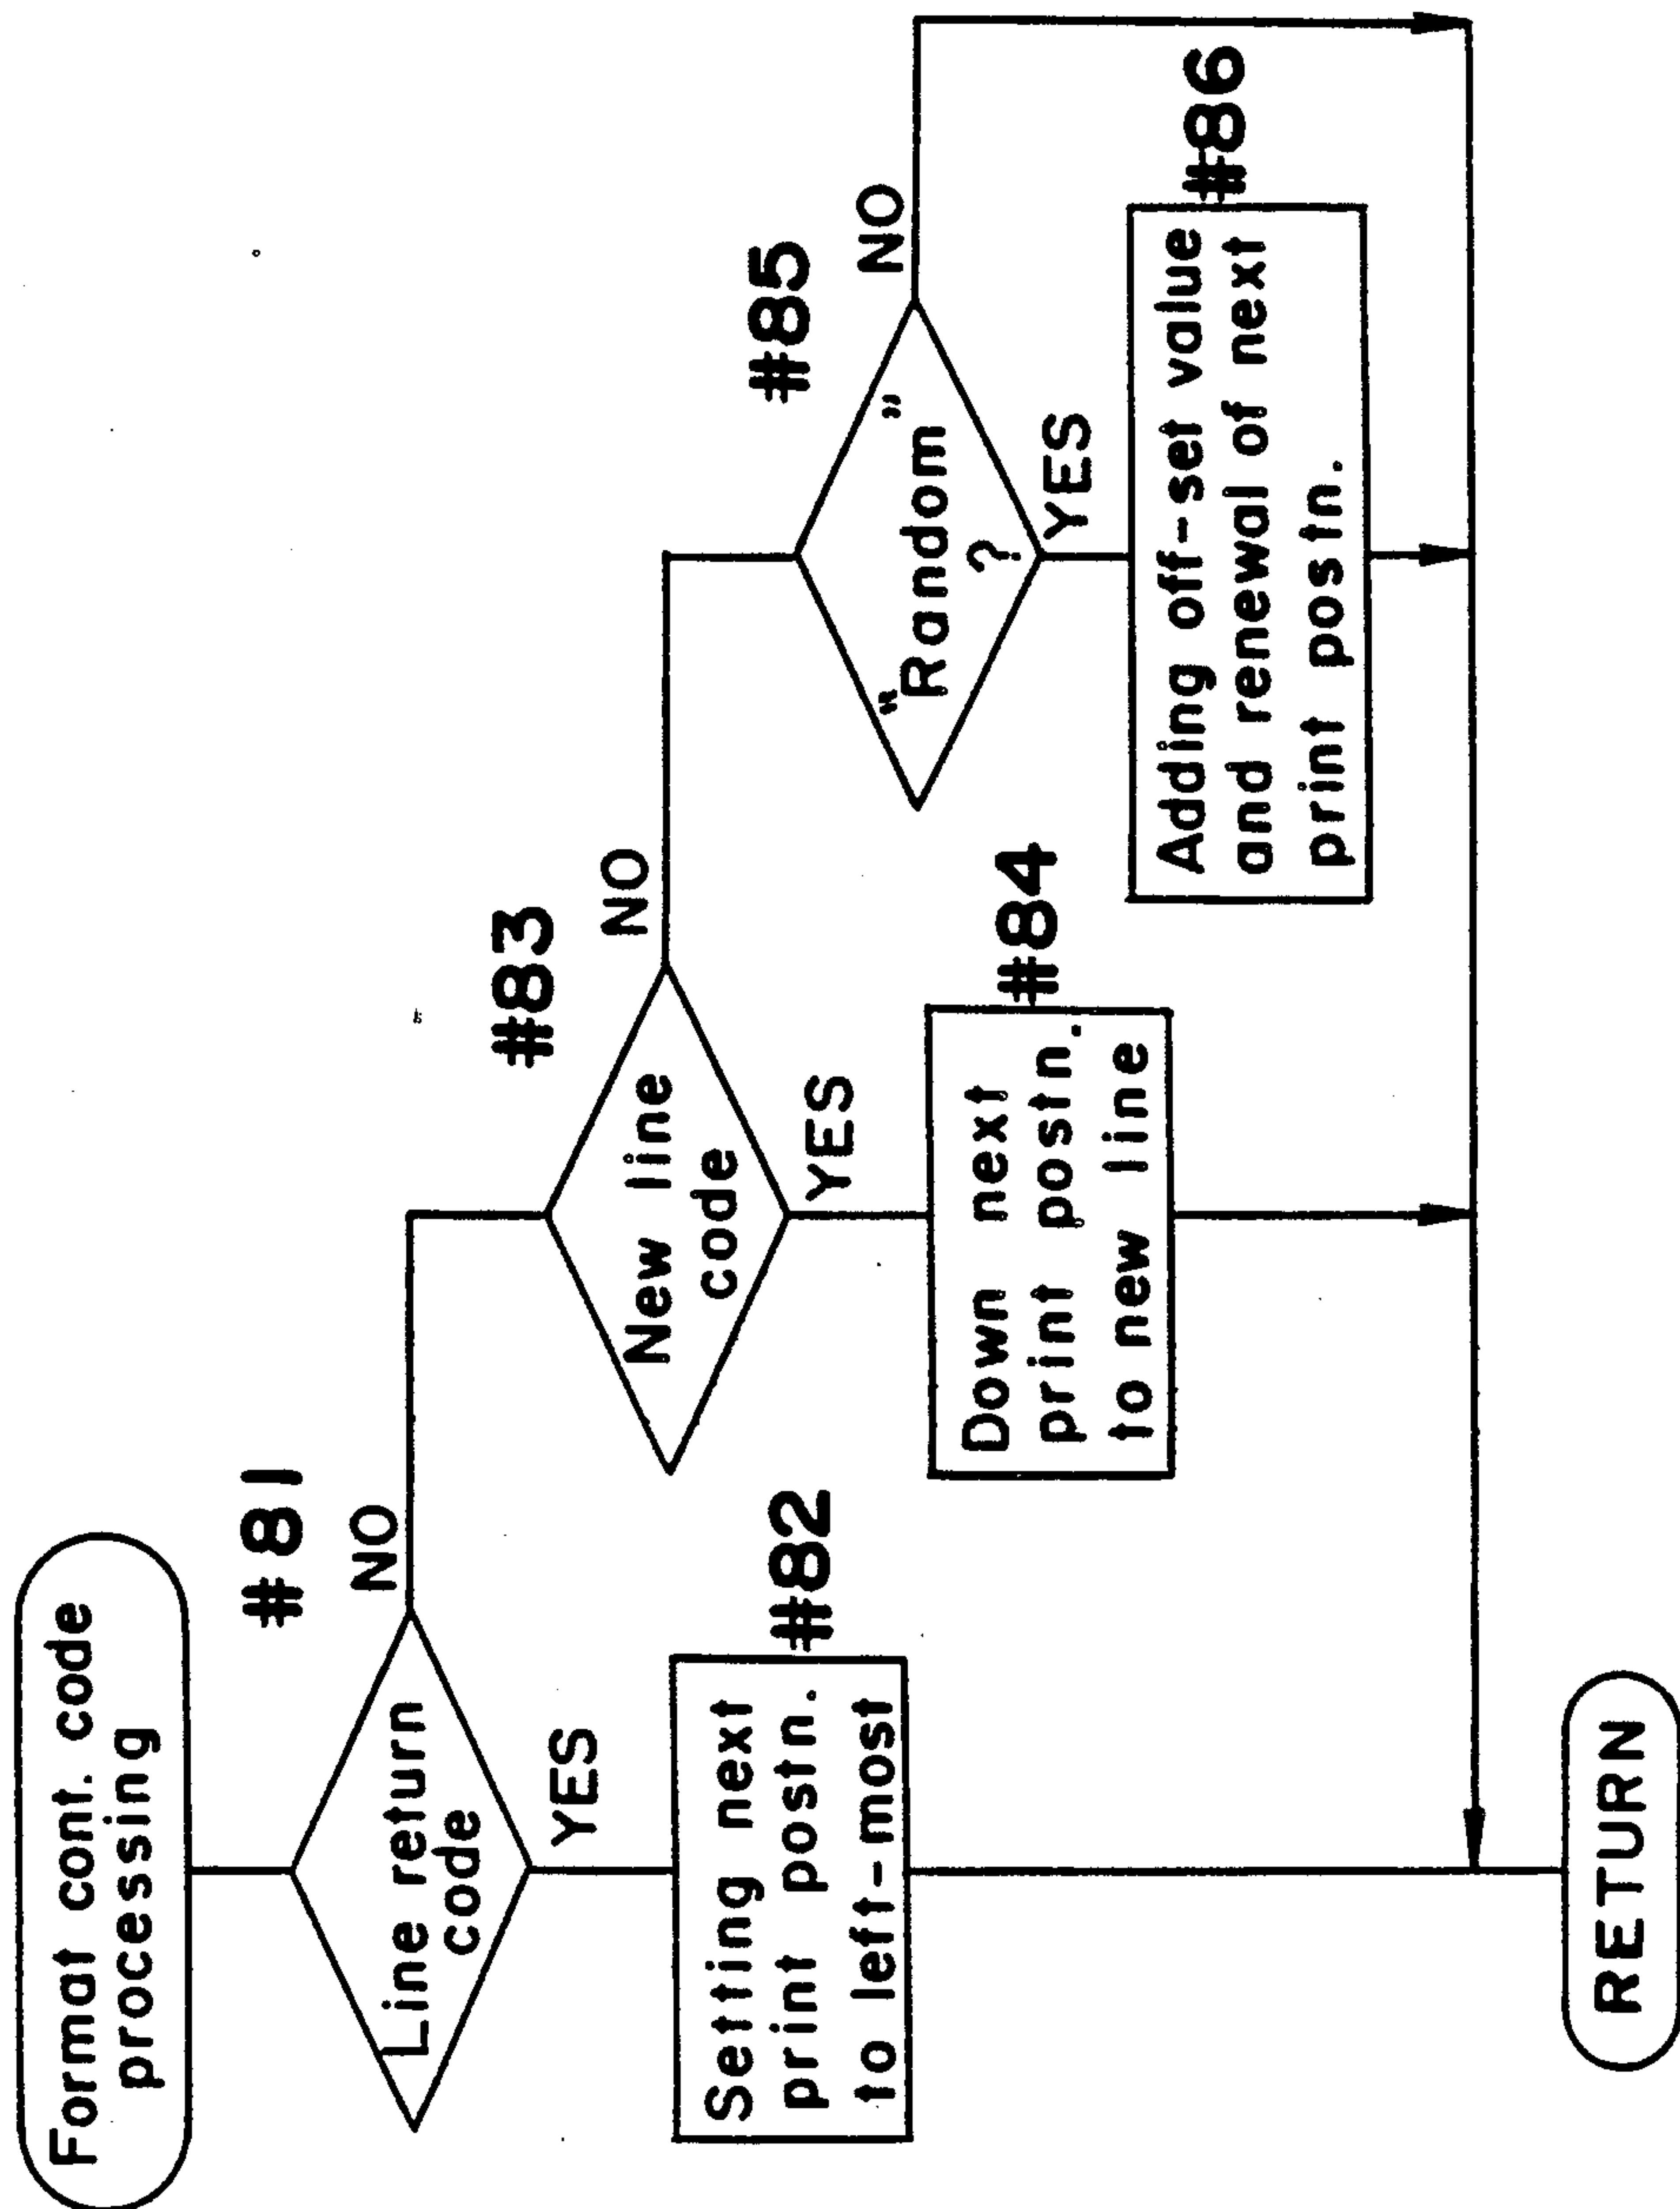 Format cont. code
processing
#81
Line return
code
NO
YES
#82
Setting next
print postn.
to left-most
#83
New line
code
NO
YES
#84
Down next
print postn.
to new line
#85
"Random"
?
NO
YES
#86
Adding off-set value
and renewal of next
print postn.
RETURN